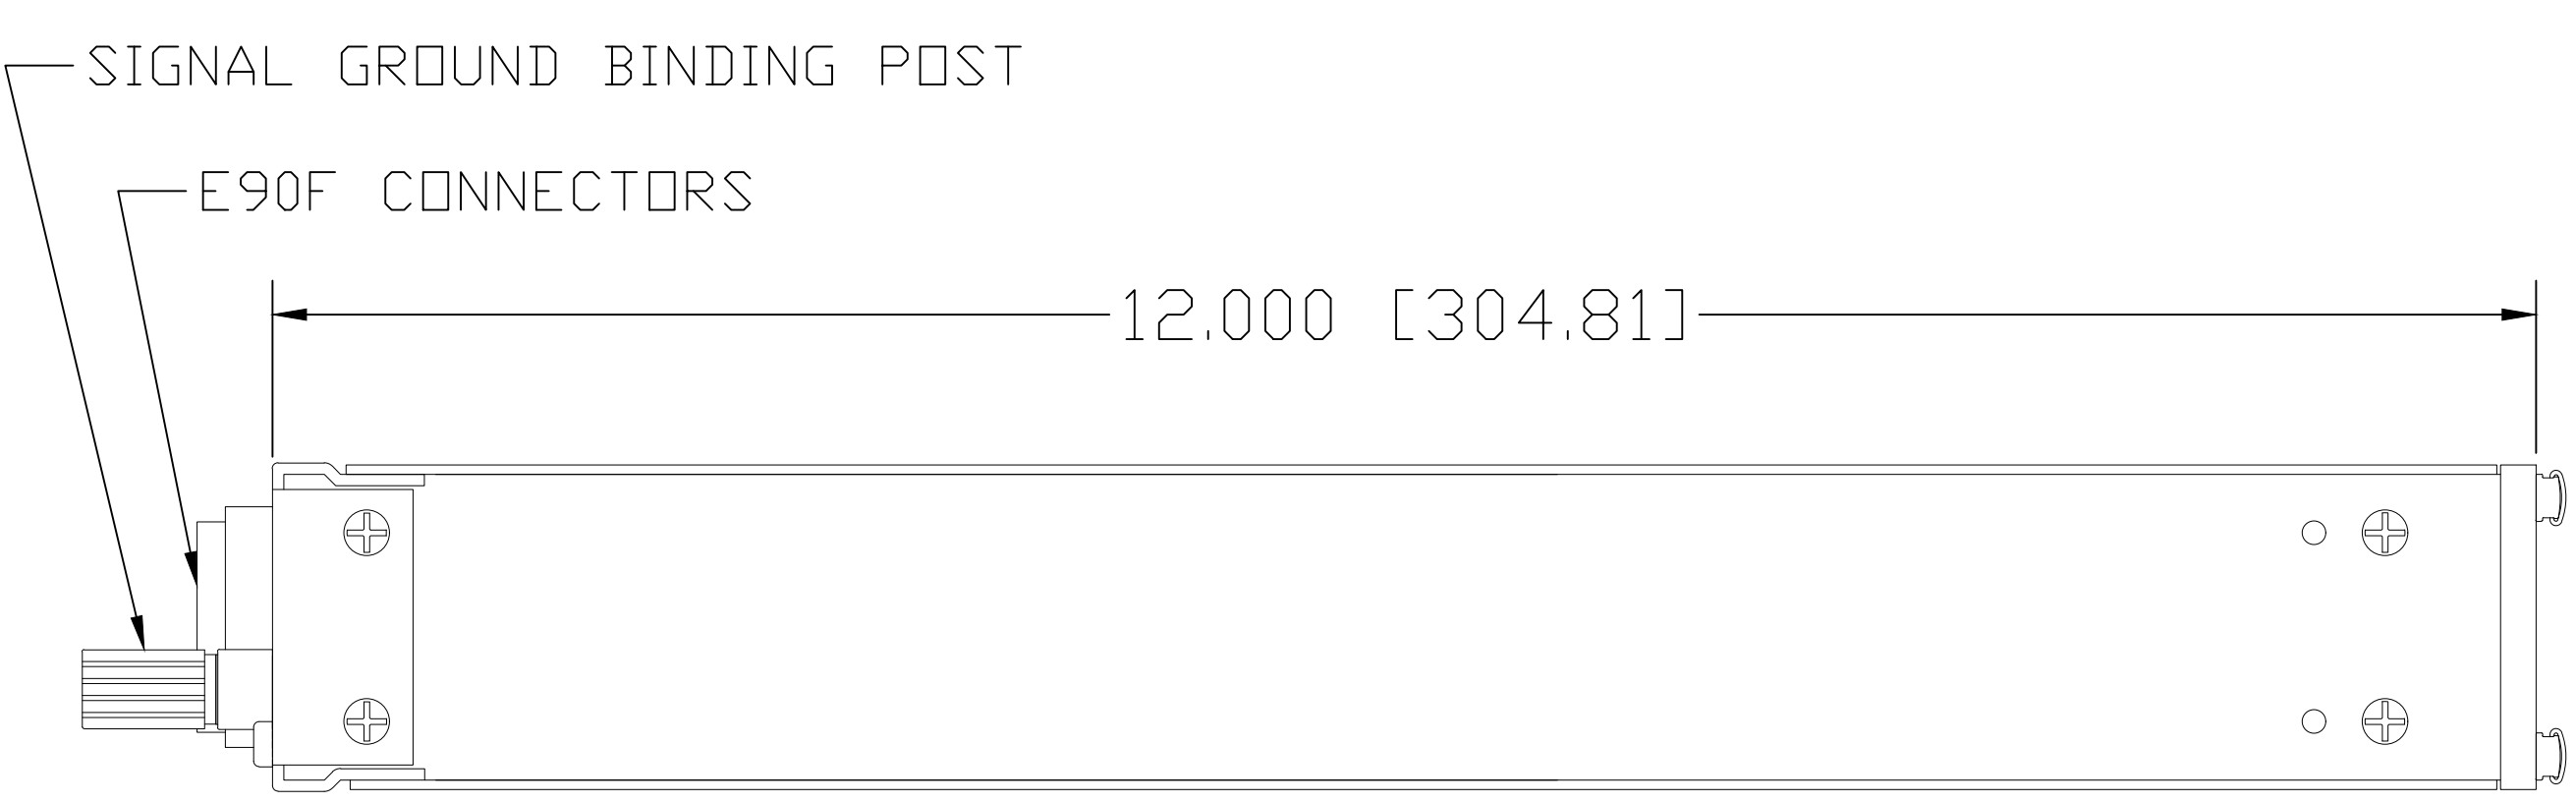 SIGNAL GROUND BINDING POST
E90F CONNECTORS
12.000 [304.81]